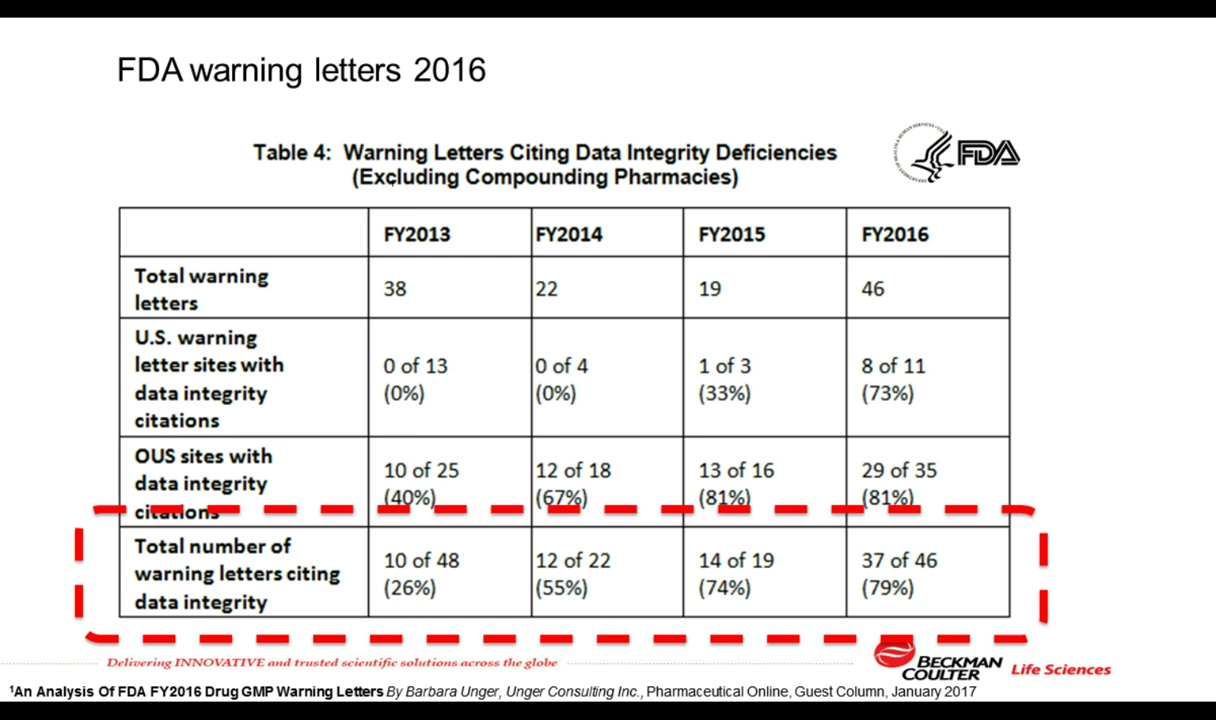 FDA warning letters 2016
Table 4: Warning Letters Citing Data Integrity Deficiencies
(Excluding Compounding Pharmacies)
FDA
FY2013 FY2014 FY2015 FY2016
Total warning
letters
38 22 19 46
U.S. warning
letter sites with
data integrity
citations
0 of 13 0 of 4 1 of 3 8 of 11
(0%) (0%) (33%) (73%)
OUS sites with
data integrity
citations
10 of 25 12 of 18 13 of 16 29 of 35
(40%) (67%) (81%) (81%)
Total number of
warning letters citing
data integrity
10 of 48 12 of 22 14 of 19 37 of 46
(26%) (55%) (74%) (79%)
Delivering INNOVATIVE and trusted scientific solutions across the globe
BECKMAN
COULTER
Life Sciences
¹An Analysis Of FDA FY2016 Drug GMP Warning Letters By Barbara Unger, Unger Consulting Inc., Pharmaceutical Online, Guest Column, January 2017